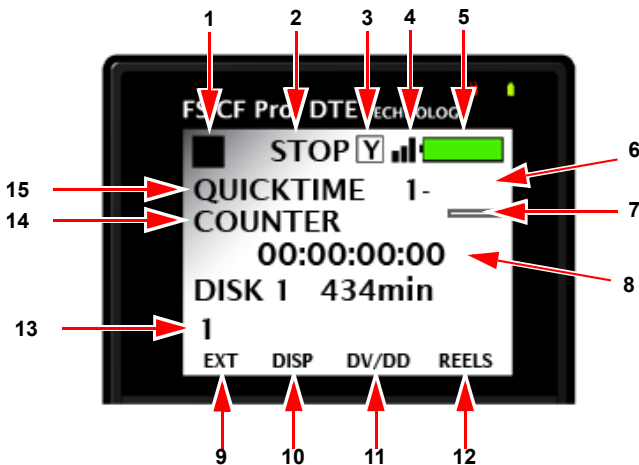 1 2 3 4 5
FS-CF Pro DTE TECHNOLOGY
STOP Y
6
15 QUICKTIME 1-
7
14 COUNTER
00:00:00:00
8
DISK 1 434min
13 1
EXT DISP DV/DD REELS
9 10 11 12